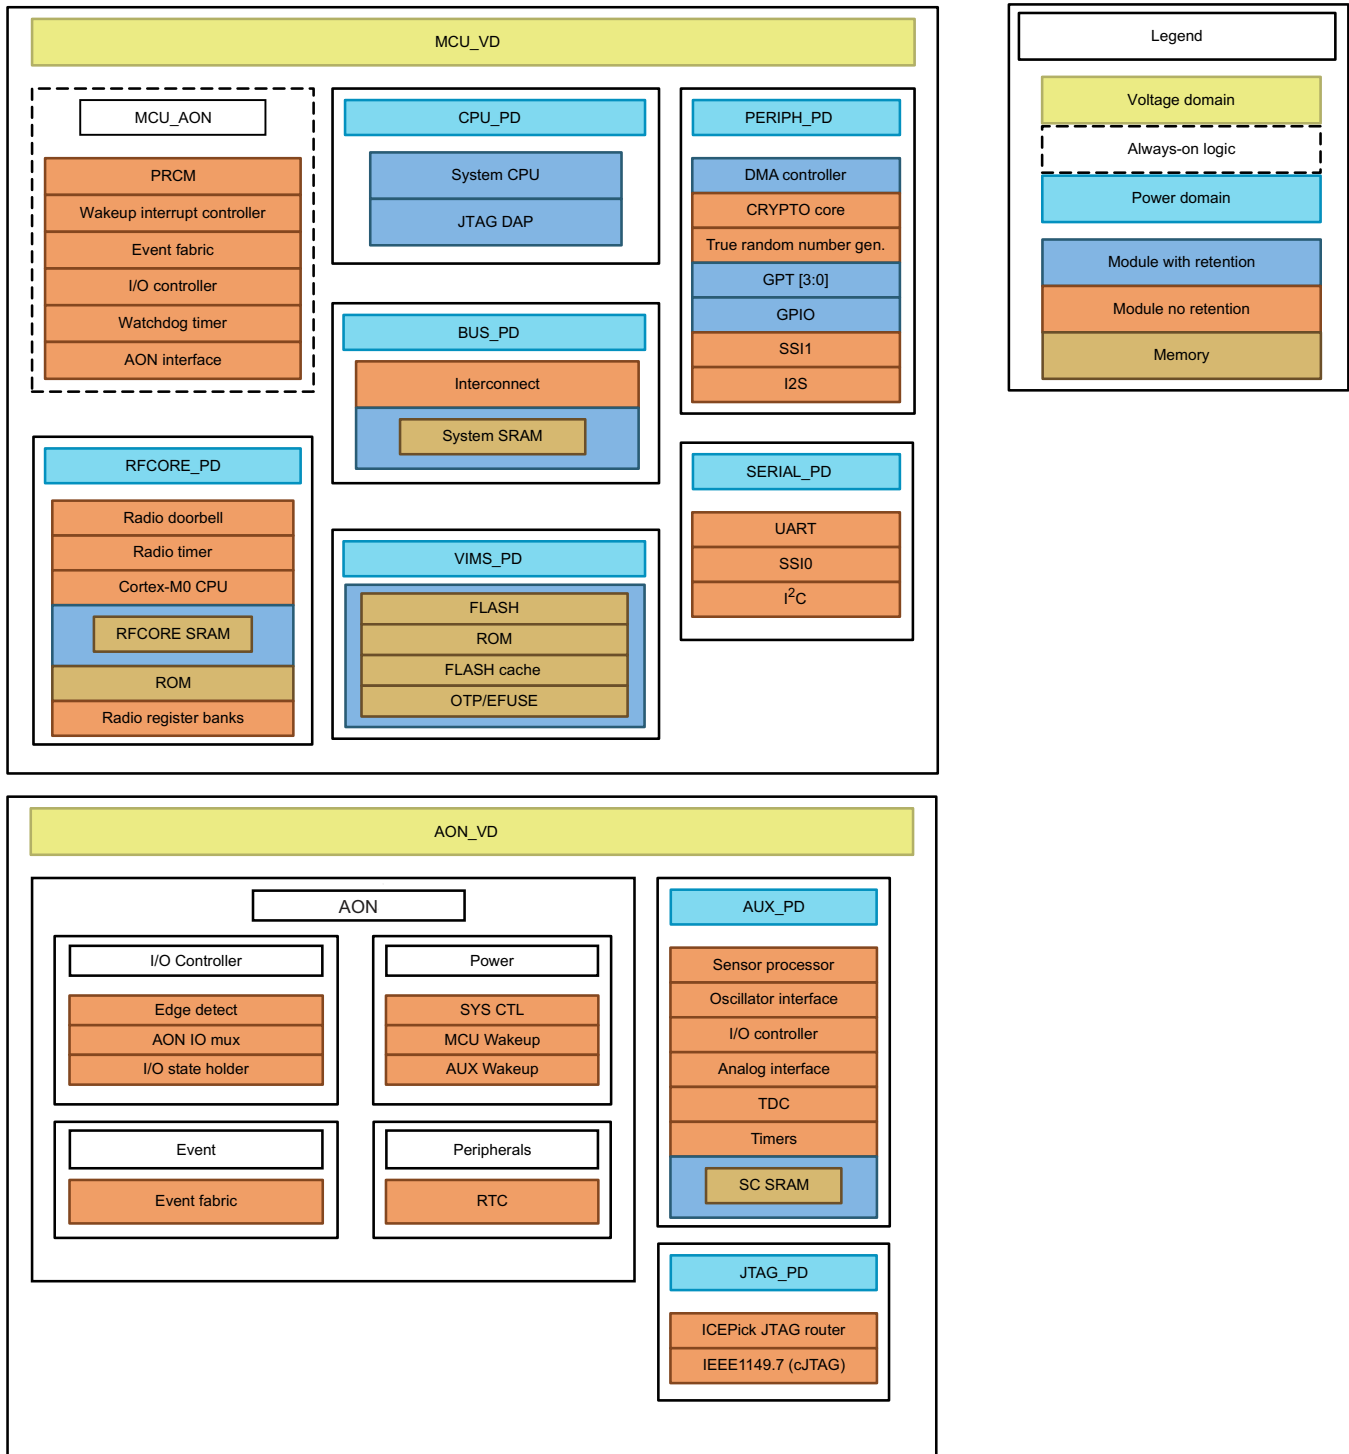 MCU_VD
MCU_AON
PRCM
Wakeup interrupt controller
Event fabric
I/O controller
Watchdog timer
AON interface
CPU_PD
System CPU
JTAG DAP
PERIPH_PD
DMA controller
CRYPTO core
True random number gen.
GPT [3:0]
GPIO
SSI1
I2S
BUS_PD
Interconnect
System SRAM
RFCORE_PD
Radio doorbell
Radio timer
Cortex-M0 CPU
RFCORE SRAM
ROM
Radio register banks
VIMS_PD
FLASH
ROM
FLASH cache
OTP/EFUSE
SERIAL_PD
UART
SSI0
I²C
Legend
Voltage domain
Always-on logic
Power domain
Module with retention
Module no retention
Memory
AON_VD
AON
I/O Controller
Edge detect
AON IO mux
I/O state holder
Power
SYS CTL
MCU Wakeup
AUX Wakeup
Event
Event fabric
Peripherals
RTC
AUX_PD
Sensor processor
Oscillator interface
I/O controller
Analog interface
TDC
Timers
SC SRAM
JTAG_PD
ICEPick JTAG router
IEEE1149.7 (cJTAG)